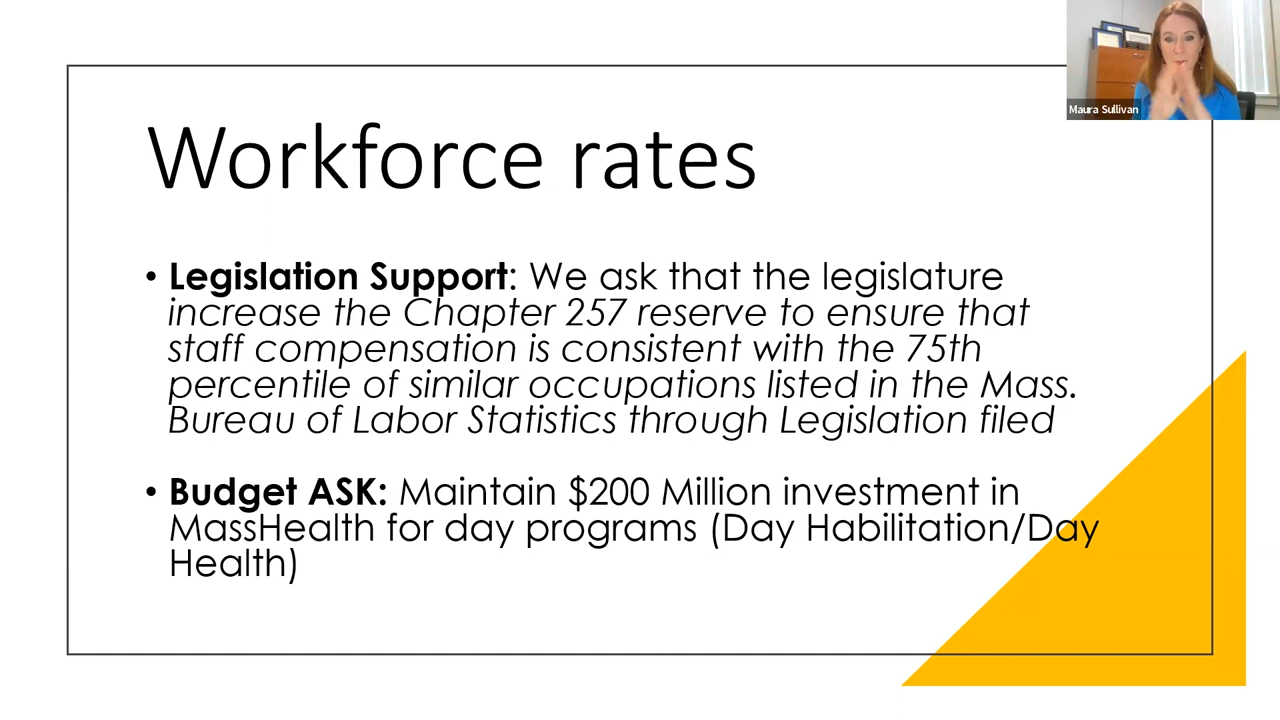 Maura Sullivan
Workforce rates
• Legislation Support: We ask that the legislature
increase the Chapter 257 reserve to ensure that
staff compensation is consistent with the 75th
percentile of similar occupations listed in the Mass.
Bureau of Labor Statistics through Legislation filed
• Budget ASK: Maintain $200 Million investment in
MassHealth for day programs (Day Habilitation/Day
Health)